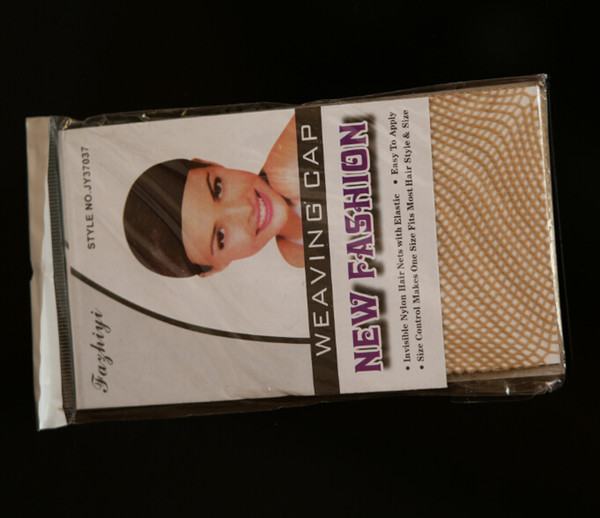 STYLE NO.JY37037
Fazhiyi
WEAVING CAP
NEW FASHION
• Invisible Nylon Hair Nets with Elastic • Easy To Apply
• Size Control Makes One Size Fits Most Hair Style & Size